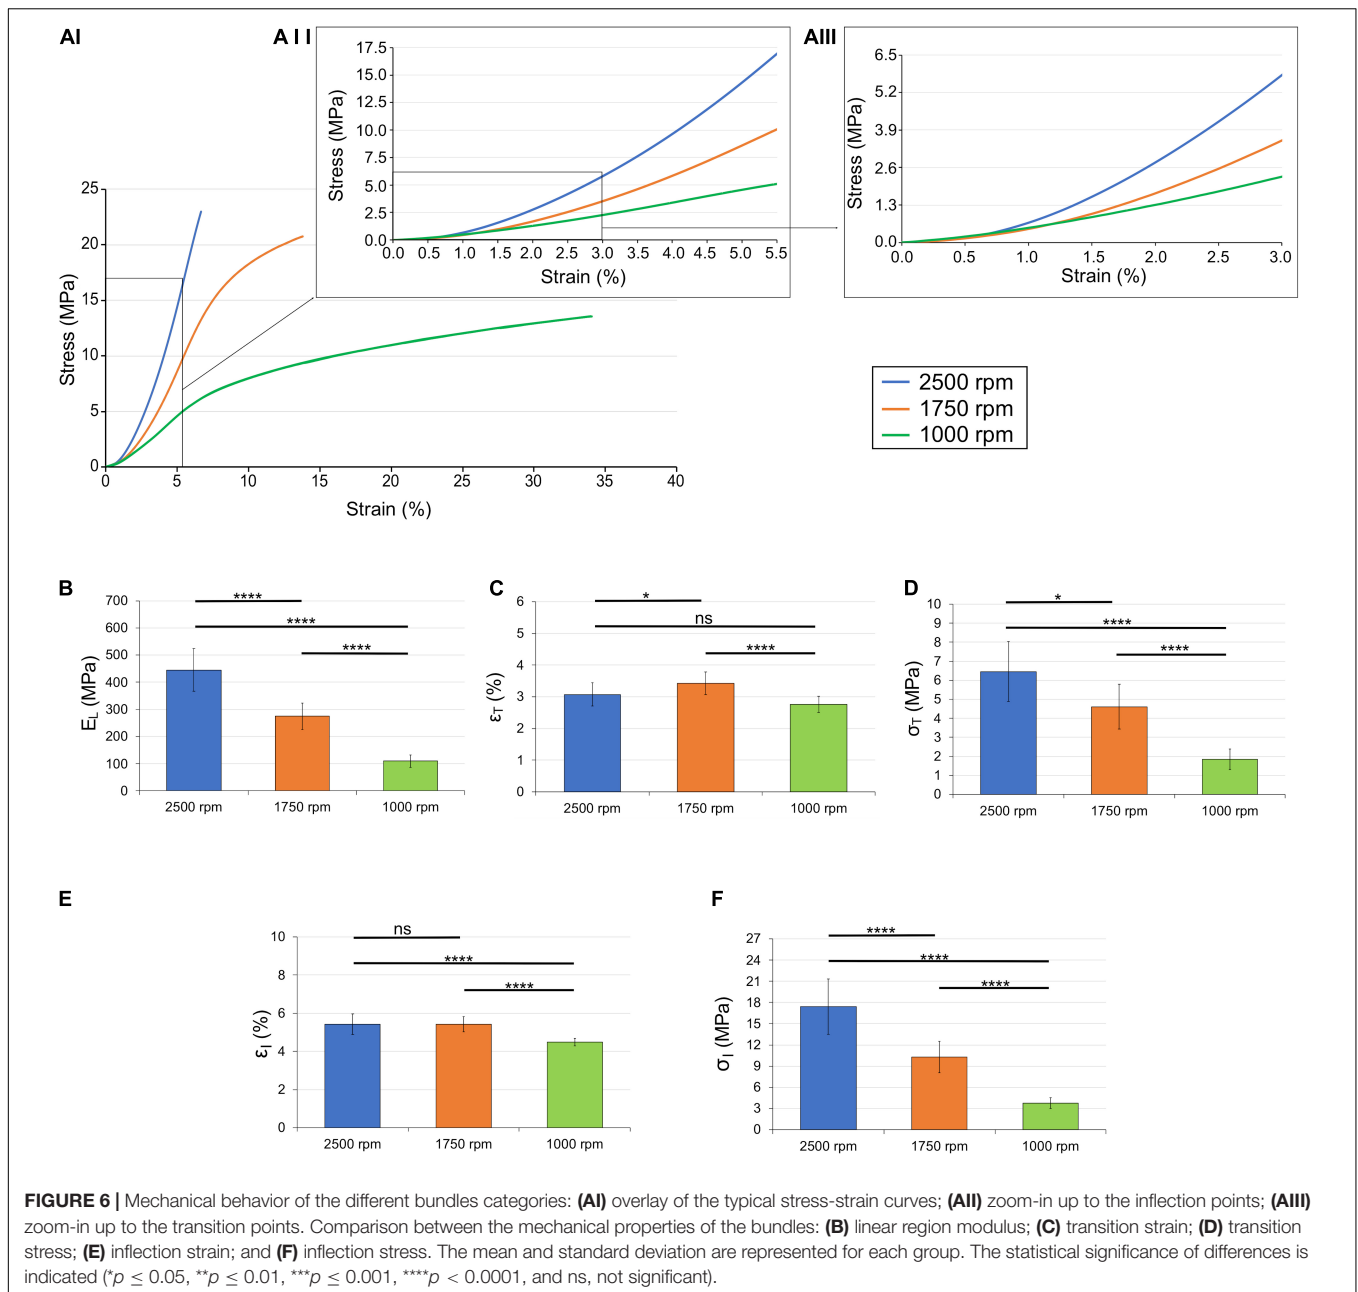 AI
A I I
AIII
17.5
15.0
12.5
10.0
7.5
5.0
2.5
0.0
Stress (MPa)
0.0 0.5 1.0 1.5 2.0 2.5 3.0 3.5 4.0 4.5 5.0 5.5
Strain (%)
6.5
5.2
3.9
2.6
1.3
0.0
Stress (MPa)
0.0 0.5 1.0 1.5 2.0 2.5 3.0
Strain (%)
25
20
15
10
5
0
Stress (MPa)
0 5 10 15 20 25 30 35 40
Strain (%)
2500 rpm
1750 rpm
1000 rpm
B
700
600
500
400
300
200
100
0
E_L (MPa)
****
****
****
2500 rpm 1750 rpm 1000 rpm
C
6
5
4
3
2
1
0
ε_T (%)
*
ns
****
2500 rpm 1750 rpm 1000 rpm
D
10
9
8
7
6
5
4
3
2
1
0
σ_T (MPa)
*
****
****
2500 rpm 1750 rpm 1000 rpm
E
10
8
6
4
2
0
ε_I (%)
ns
****
****
2500 rpm 1750 rpm 1000 rpm
F
27
24
21
18
15
12
9
6
3
0
σ_I (MPa)
****
****
****
2500 rpm 1750 rpm 1000 rpm
FIGURE 6 | Mechanical behavior of the different bundles categories: (AI) overlay of the typical stress-strain curves; (AII) zoom-in up to the inflection points; (AIII)
zoom-in up to the transition points. Comparison between the mechanical properties of the bundles: (B) linear region modulus; (C) transition strain; (D) transition
stress; (E) inflection strain; and (F) inflection stress. The mean and standard deviation are represented for each group. The statistical significance of differences is
indicated (*p ≤ 0.05, **p ≤ 0.01, ***p ≤ 0.001, ****p < 0.0001, and ns, not significant).